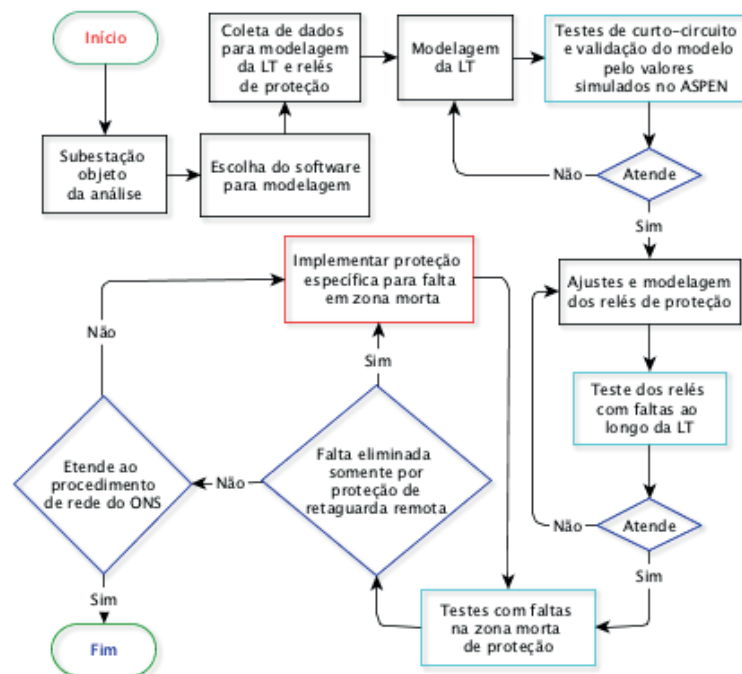 Início
Subestação
objeto
da análise
Escolha do software
para modelagem
Coleta de dados
para modelagem
da LT e relés
de proteção
Modelagem
da LT
Testes de curto-circuito
e validação do modelo
pelo valores
simulados no ASPEN
Atende
Não
Sim
Ajustes e modelagem
dos relés de proteção
Teste dos relés
com faltas ao
longo da LT
Atende
Não
Sim
Testes com faltas
na zona morta
de proteção
Falta eliminada
somente por
proteção de
retaguarda remota
Sim
Não
Implementar proteção
específica para falta
em zona morta
Etende ao
procedimento
de rede do ONS
Não
Sim
Fim